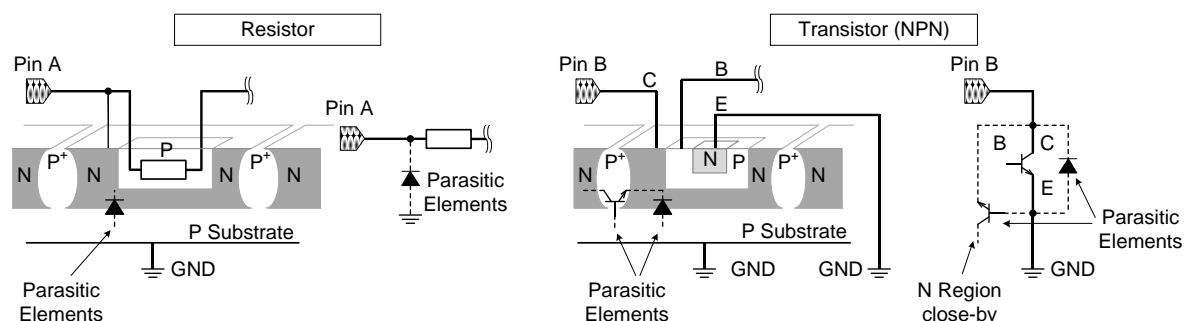 Resistor
Pin A
P
N
P+
N
N
P+
N
Parasitic
Elements
P Substrate
GND
Pin A
Parasitic
Elements
Transistor (NPN)
Pin B
C
B
E
N
P+
N
N
P
N
P+
N
P Substrate
Parasitic
Elements
GND
GND
Pin B
B
C
E
Parasitic
Elements
N Region
close-by
GND